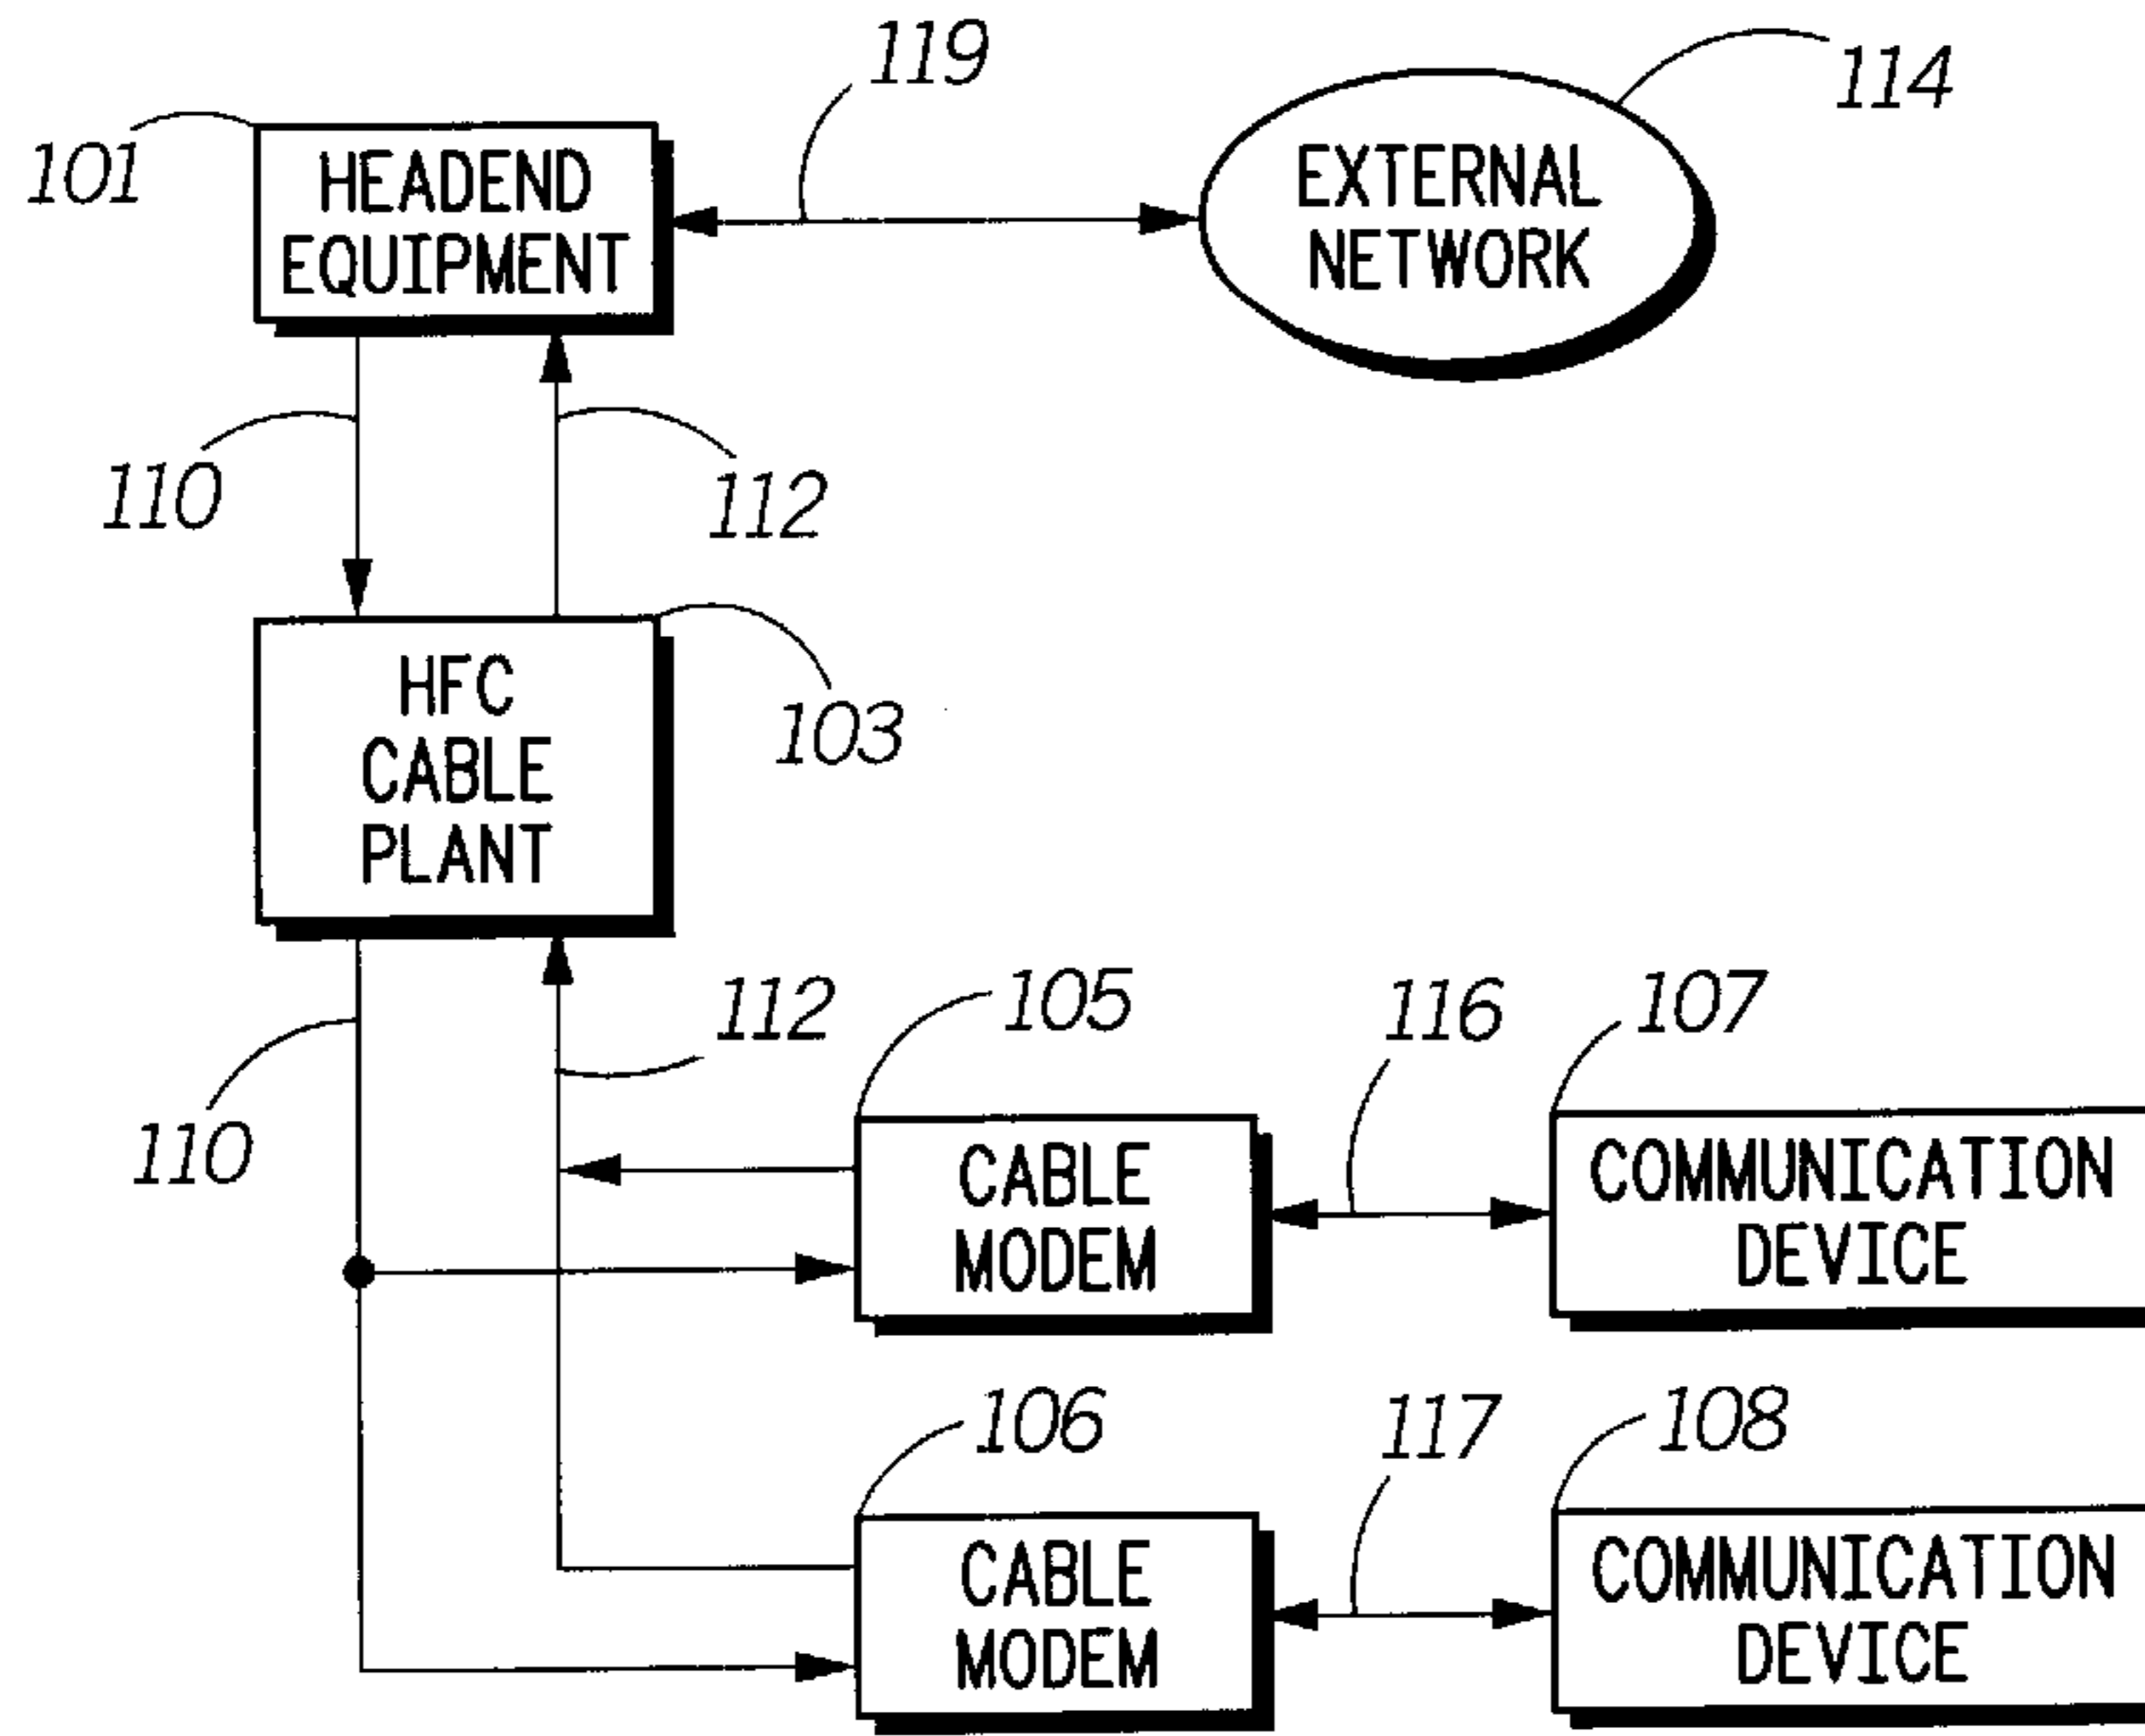 119
114
101
HEADEND
EQUIPMENT
EXTERNAL
NETWORK
110
112
HFC
CABLE
PLANT
103
110
112
105
116
107
CABLE
MODEM
COMMUNICATION
DEVICE
106
117
108
CABLE
MODEM
COMMUNICATION
DEVICE